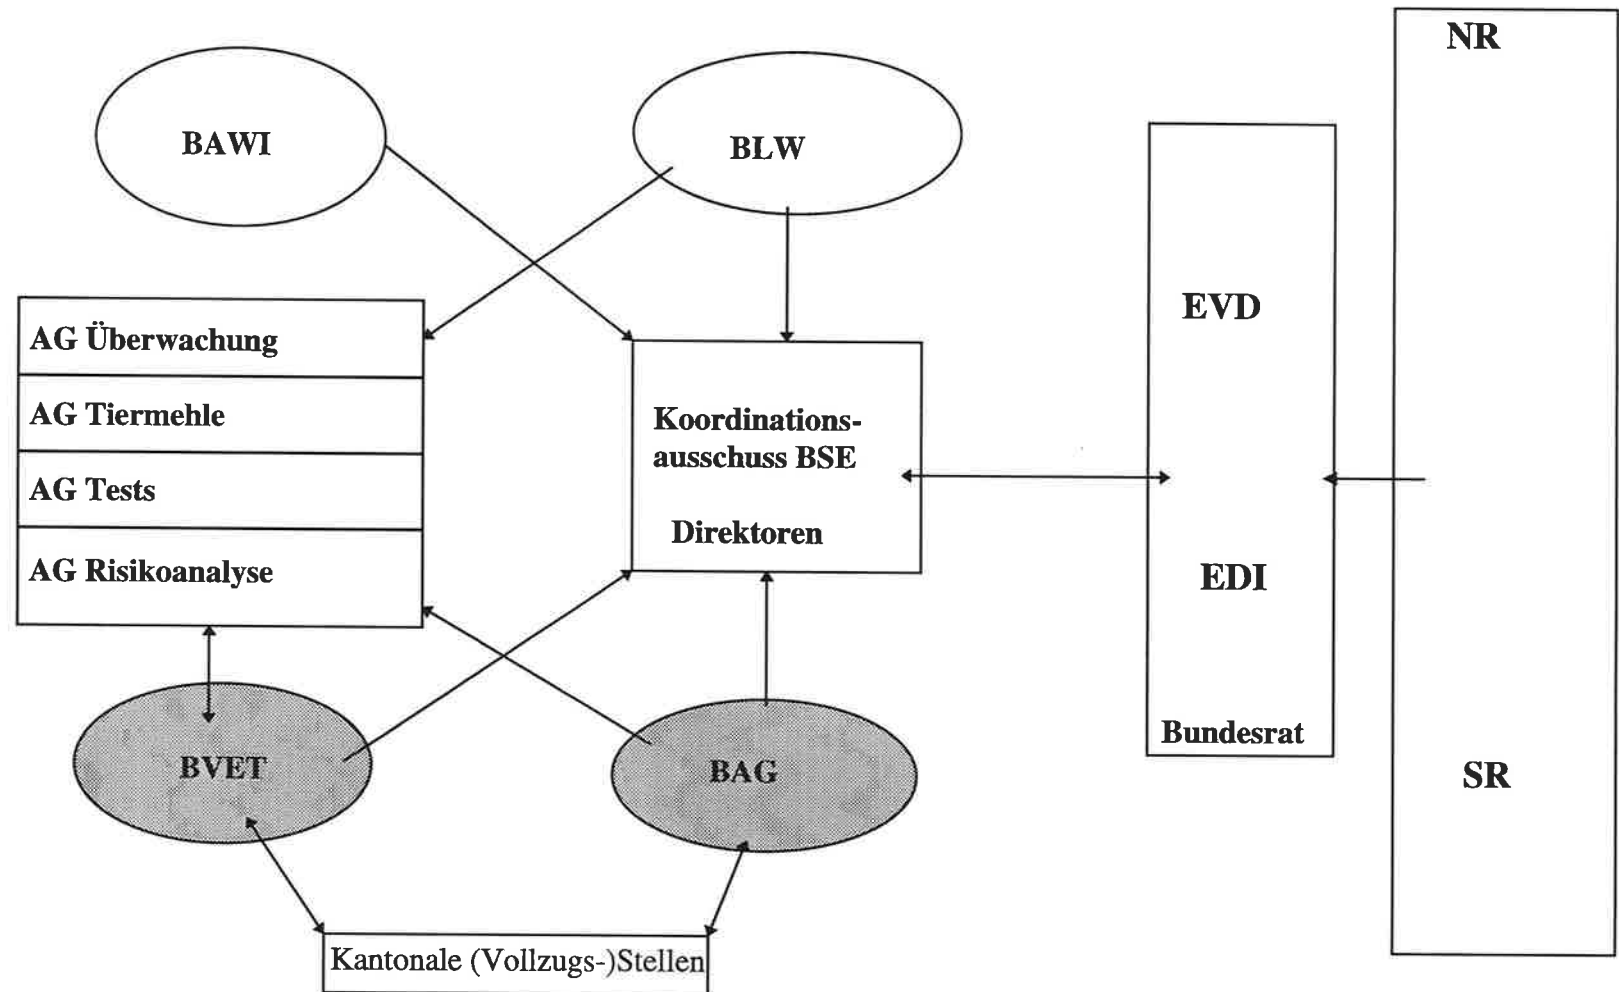 NR
BAWI
BLW
EVD
AG Überwachung
AG Tiermehle
AG Tests
AG Risikoanalyse
Koordinations-
ausschuss BSE
Direktoren
EDI
Bundesrat
SR
BVET
BAG
Kantonale (Vollzugs-)Stellen